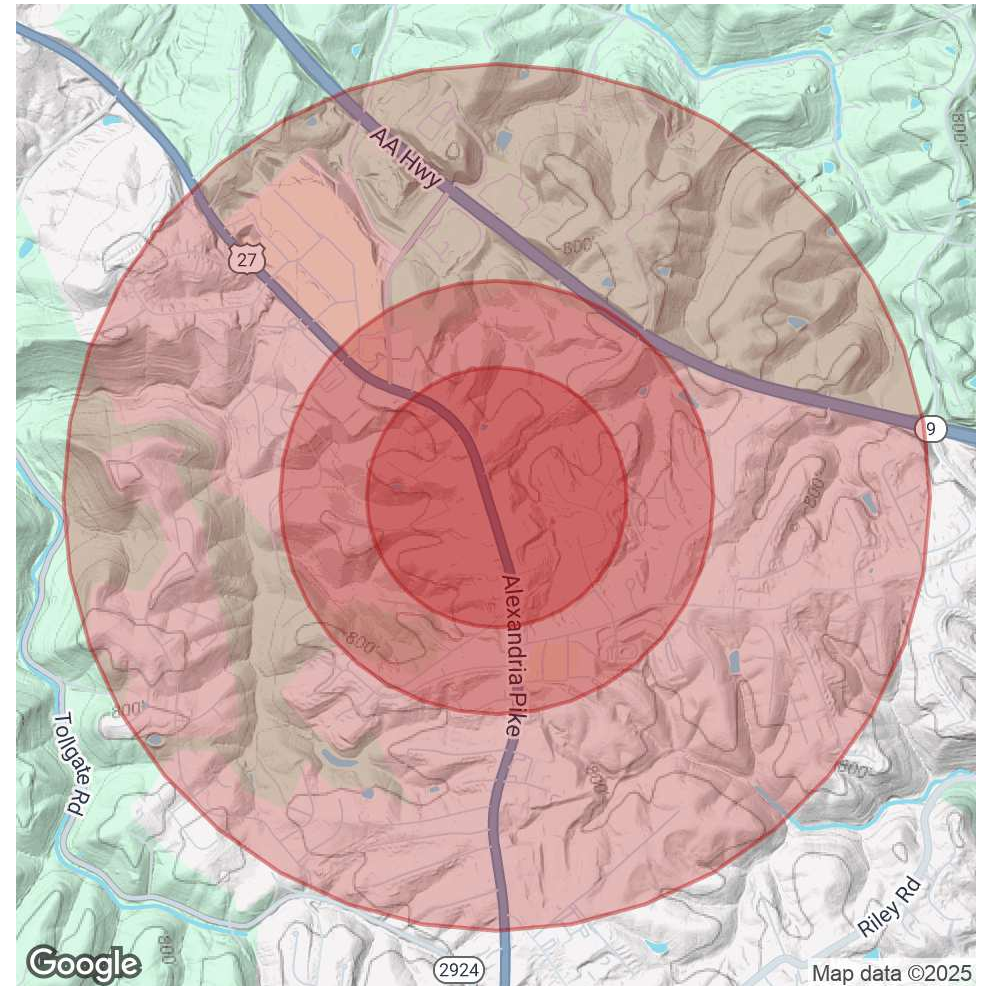 800'
AA Hwy
800'
27
9
800'
800'
Alexandria Pike
800'
Tollgate Rd
800'
800'
Riley Rd
800'
Google
2924
Map data ©2025